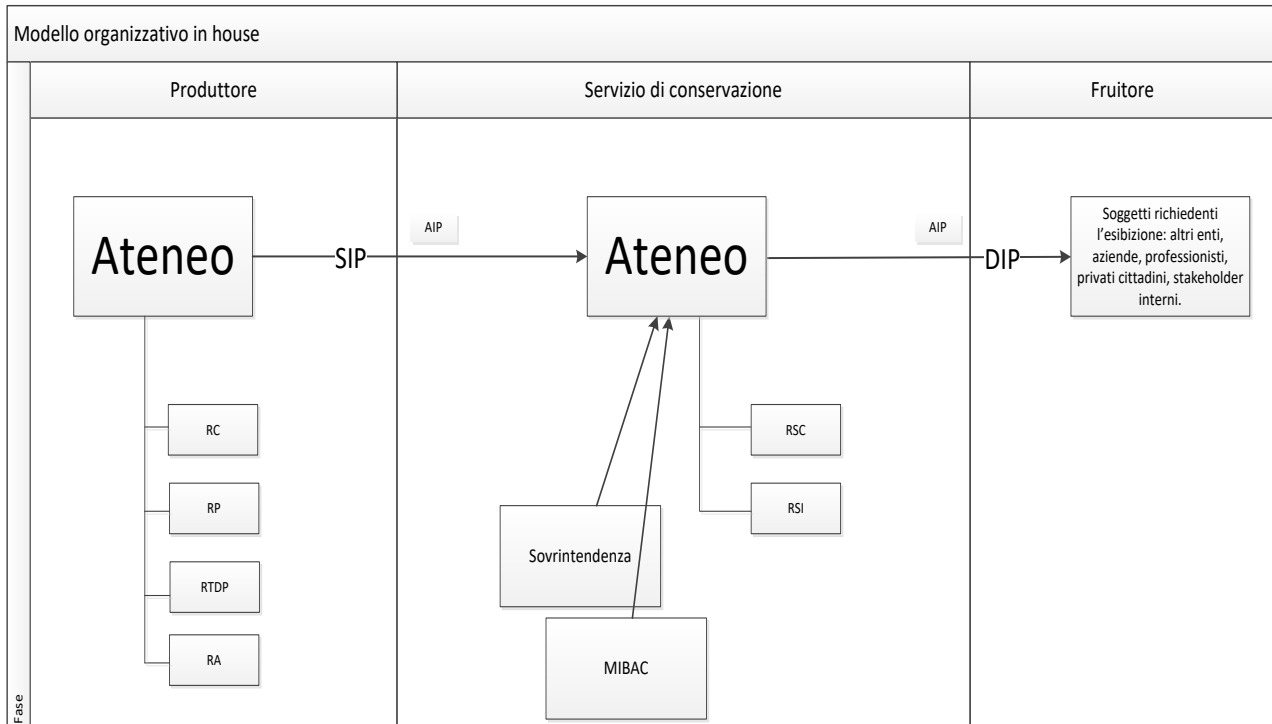 Modello organizzativo in house
Produttore
Servizio di conservazione
Fruitore
Ateneo
SIP
AIP
Ateneo
AIP
DIP
Soggetti richiedenti
l'esibizione: altri enti,
aziende, professionisti,
privati cittadini, stakeholder
interni.
RC
RP
RTDP
RA
RSC
RSI
Sovrintendenza
MIBAC
Fase